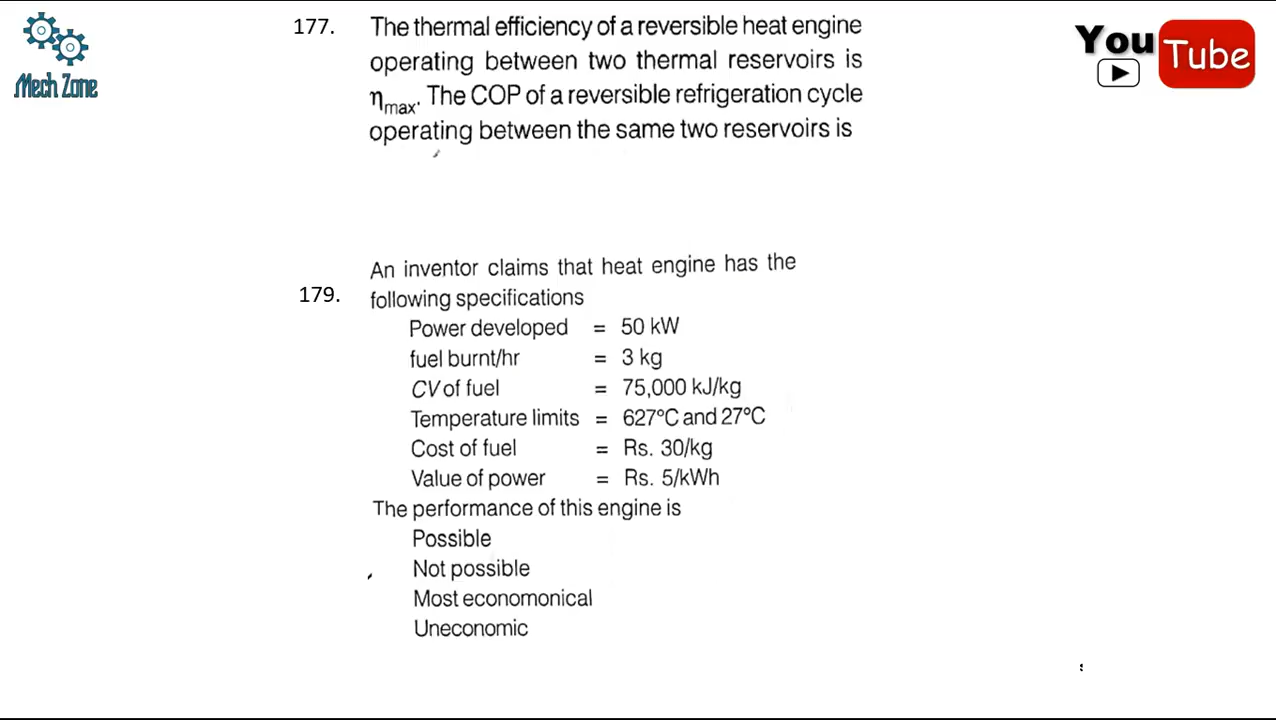 Mech Zone
You Tube
177. The thermal efficiency of a reversible heat engine
operating between two thermal reservoirs is
ηmax. The COP of a reversible refrigeration cycle
operating between the same two reservoirs is
An inventor claims that heat engine has the
179. following specifications
Power developed = 50 kW
fuel burnt/hr = 3 kg
CV of fuel = 75,000 kJ/kg
Temperature limits = 627°C and 27°C
Cost of fuel = Rs. 30/kg
Value of power = Rs. 5/kWh
The performance of this engine is
Possible
Not possible
Most economonical
Uneconomic